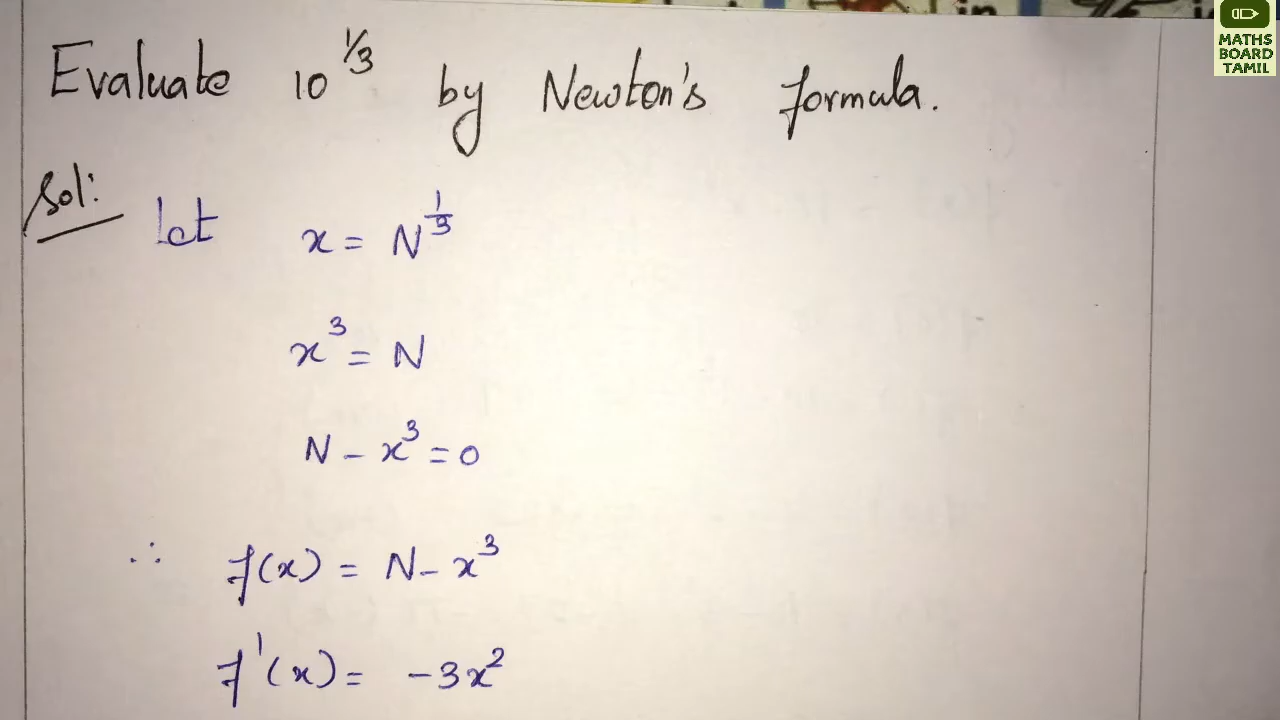 MATHS
BOARD
TAMIL
Evaluate 10^1/3 by Newton's formula.
Sol:
Let x = N^1/3
x^3 = N
N - x^3 = 0
∴ f(x) = N - x^3
f'(x) = -3x^2